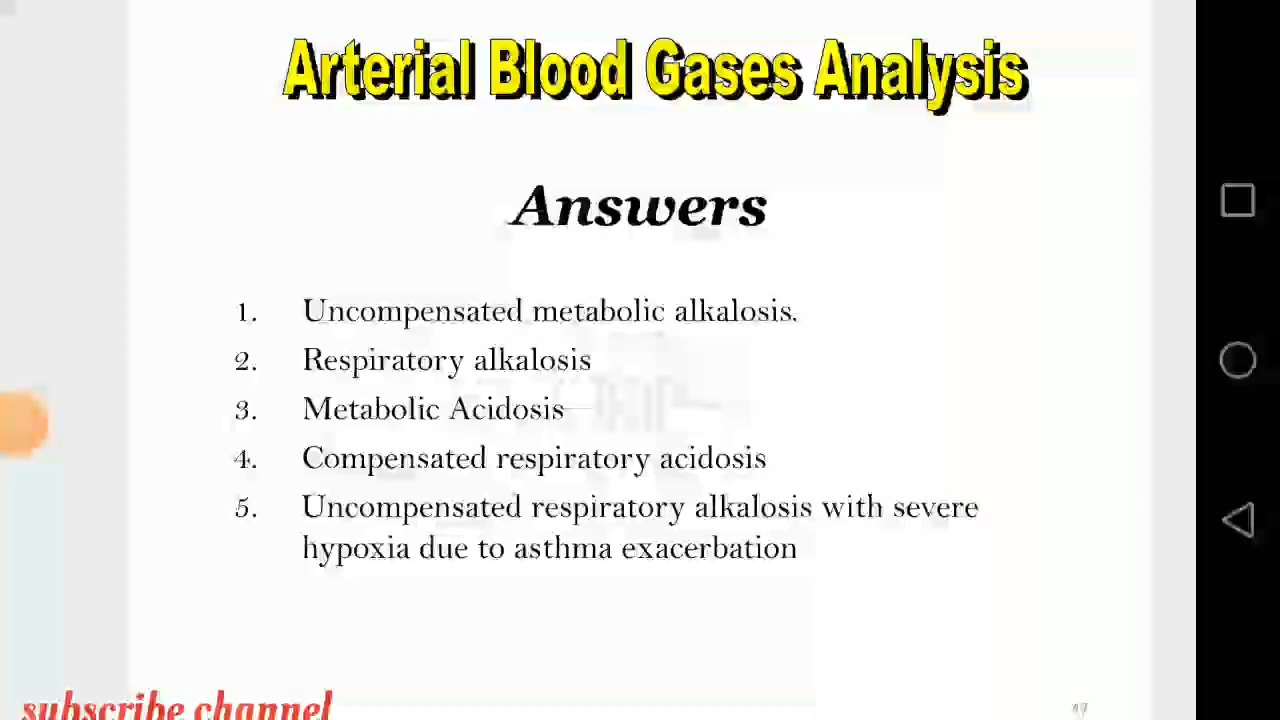 Arterial Blood Gases Analysis
Answers
1. Uncompensated metabolic alkalosis.
2. Respiratory alkalosis
3. Metabolic Acidosis
4. Compensated respiratory acidosis
5. Uncompensated respiratory alkalosis with severe
hypoxia due to asthma exacerbation
subscribe channel